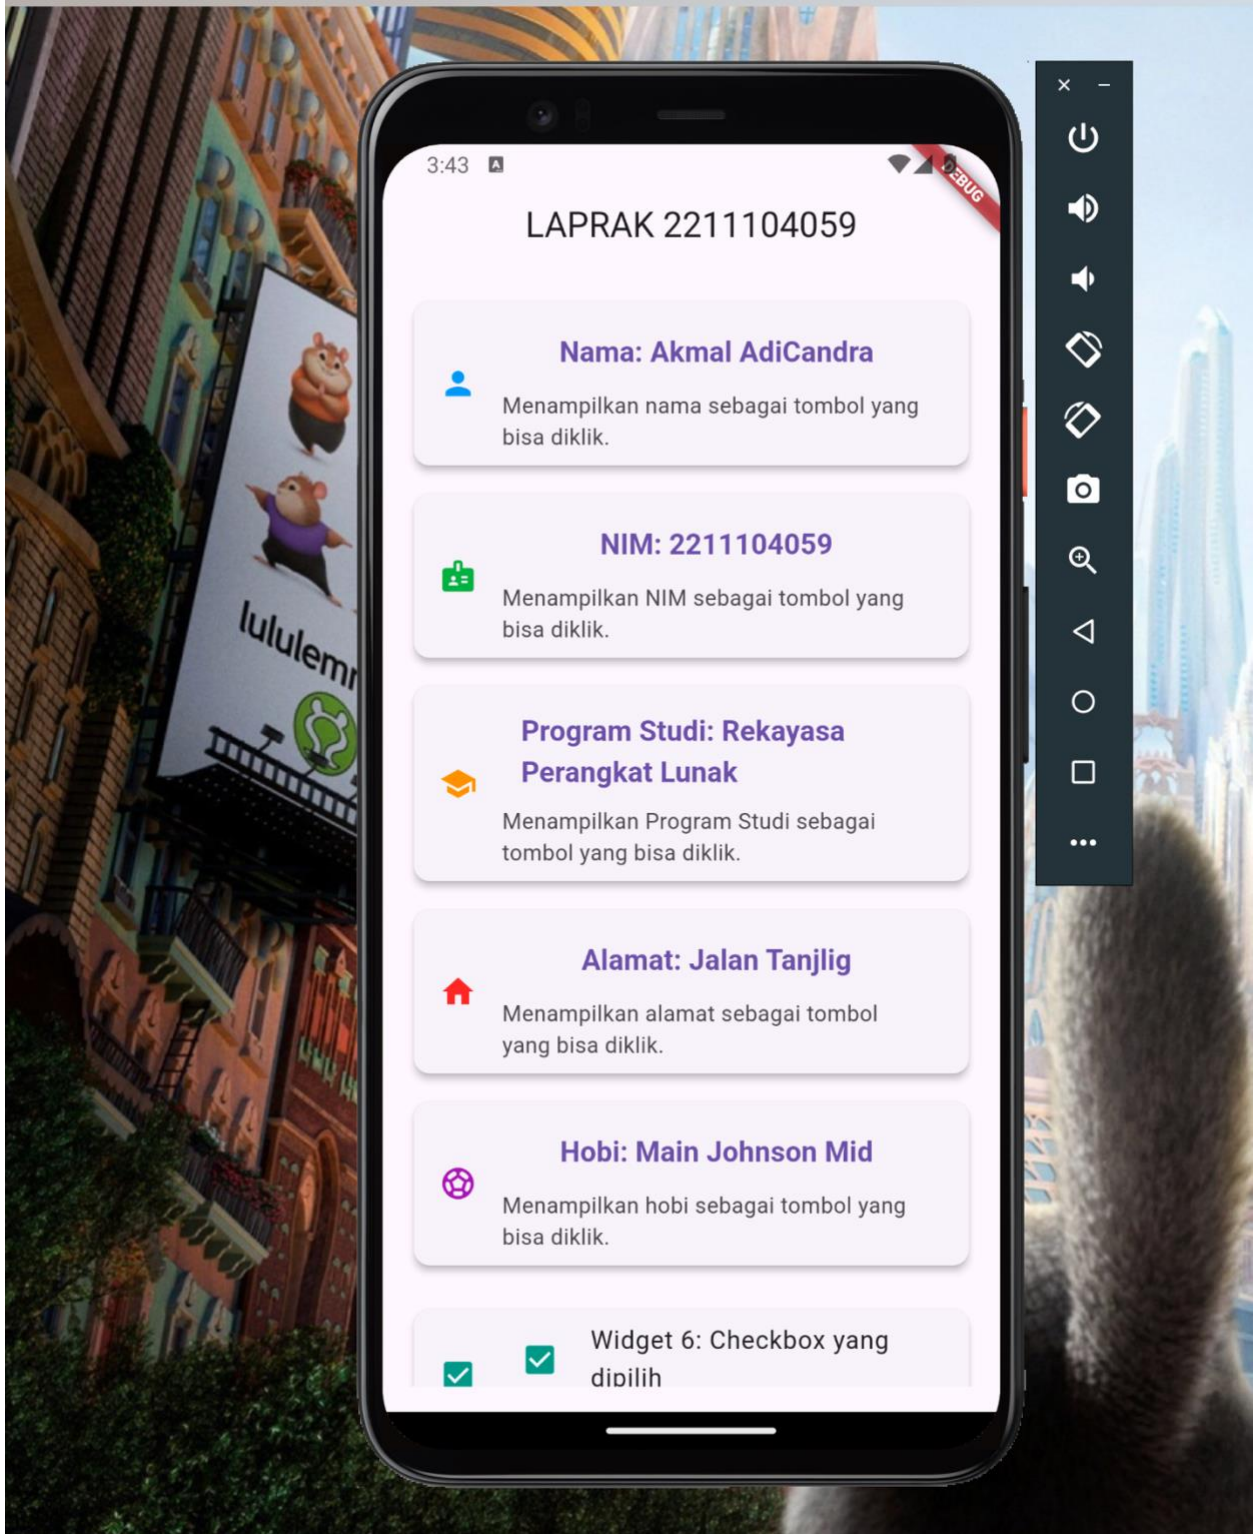 3:43
DEBUG
LAPRAK 2211104059
Nama: Akmal AdiCandra
Menampilkan nama sebagai tombol yang
bisa diklik.
NIM: 2211104059
Menampilkan NIM sebagai tombol yang
bisa diklik.
Program Studi: Rekayasa
Perangkat Lunak
Menampilkan Program Studi sebagai
tombol yang bisa diklik.
Alamat: Jalan Tanjlig
Menampilkan alamat sebagai tombol
yang bisa diklik.
Hobi: Main Johnson Mid
Menampilkan hobi sebagai tombol yang
bisa diklik.
Widget 6: Checkbox yang
dipilih
lululem